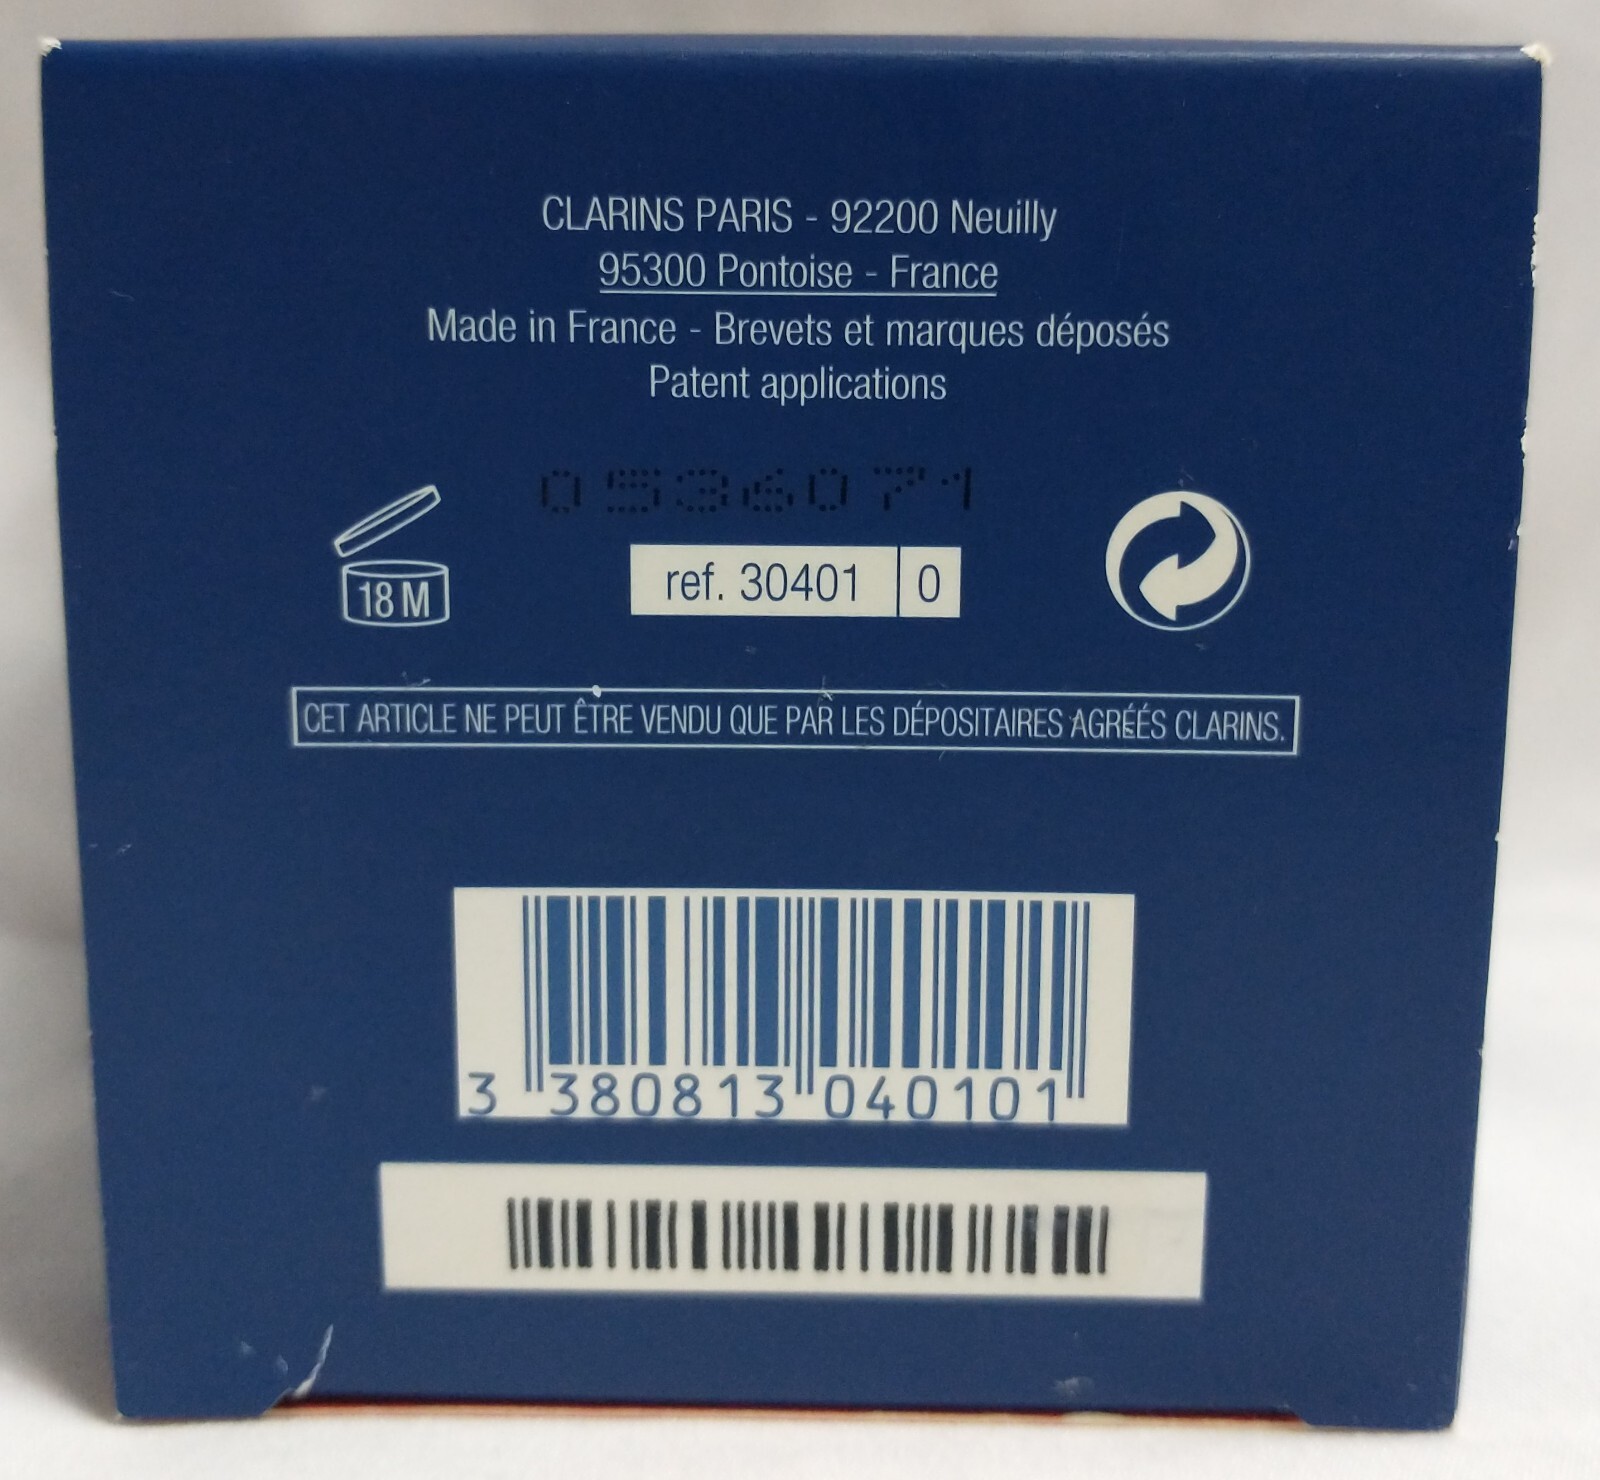 CLARINS PARIS - 92200 Neuilly
95300 Pontoise - France
Made in France - Brevets et marques déposés
Patent applications
0536071
18 M
ref. 30401 0
CET ARTICLE NE PEUT ÊTRE VENDU QUE PAR LES DÉPOSITAIRES AGRÉÉS CLARINS.
3 380813 040101